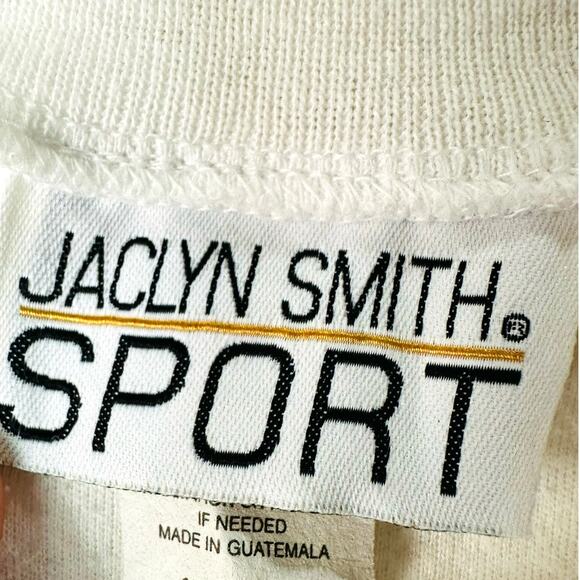 JACLYN SMITH®
SPORT
IF NEEDED
MADE IN GUATEMALA